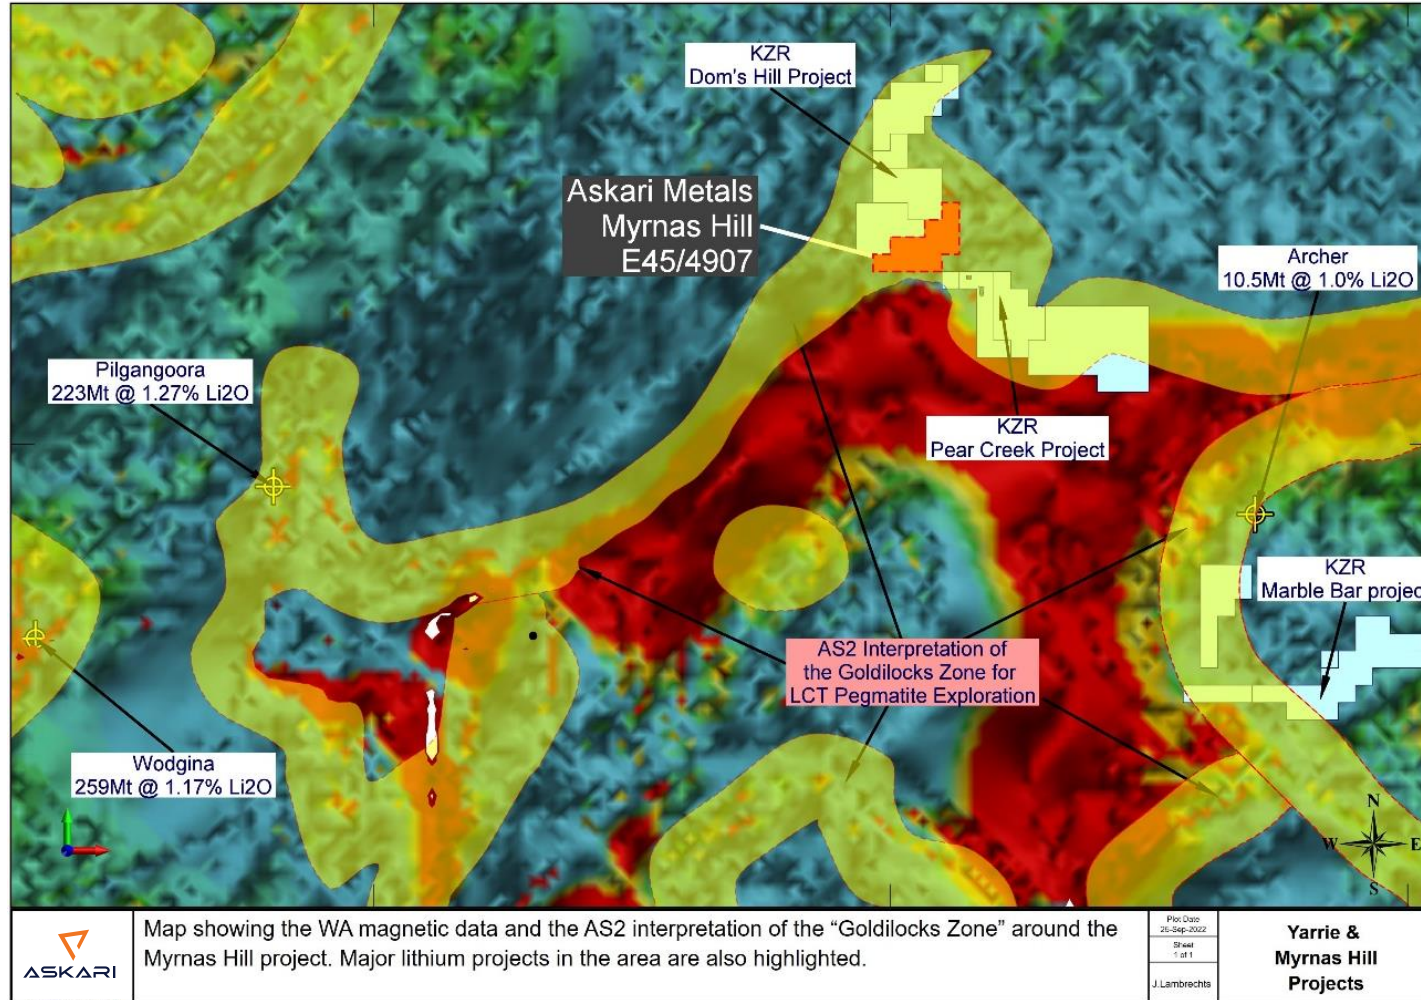 KZR
Dom's Hill Project
Askari Metals
Myrnas Hill
E45/4907
Archer
10.5Mt @ 1.0% Li2O
Pilgangoora
223Mt @ 1.27% Li2O
KZR
Pear Creek Project
KZR
Marble Bar projec
AS2 Interpretation of
the Goldilocks Zone for
LCT Pegmatite Exploration
Wodgina
259Mt @ 1.17% Li2O
N
W E
S
ASKARI
Map showing the WA magnetic data and the AS2 interpretation of the “Goldilocks Zone” around the
Myrnas Hill project. Major lithium projects in the area are also highlighted.
Plot Date
26-Sep-2022
Sheet
1 of 1
J.Lambrechts
Yarrie &
Myrnas Hill
Projects